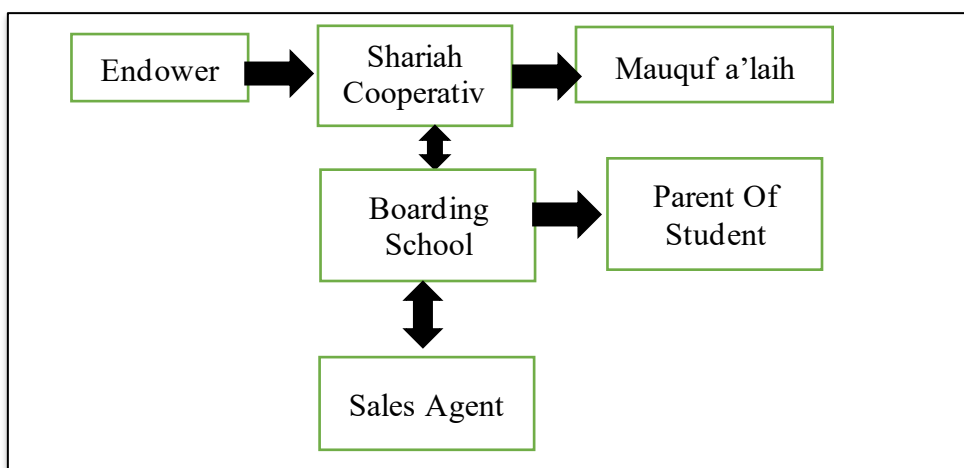 Endower
Shariah
Cooperativ
Mauquf a’laih
Boarding
School
Parent Of
Student
Sales Agent